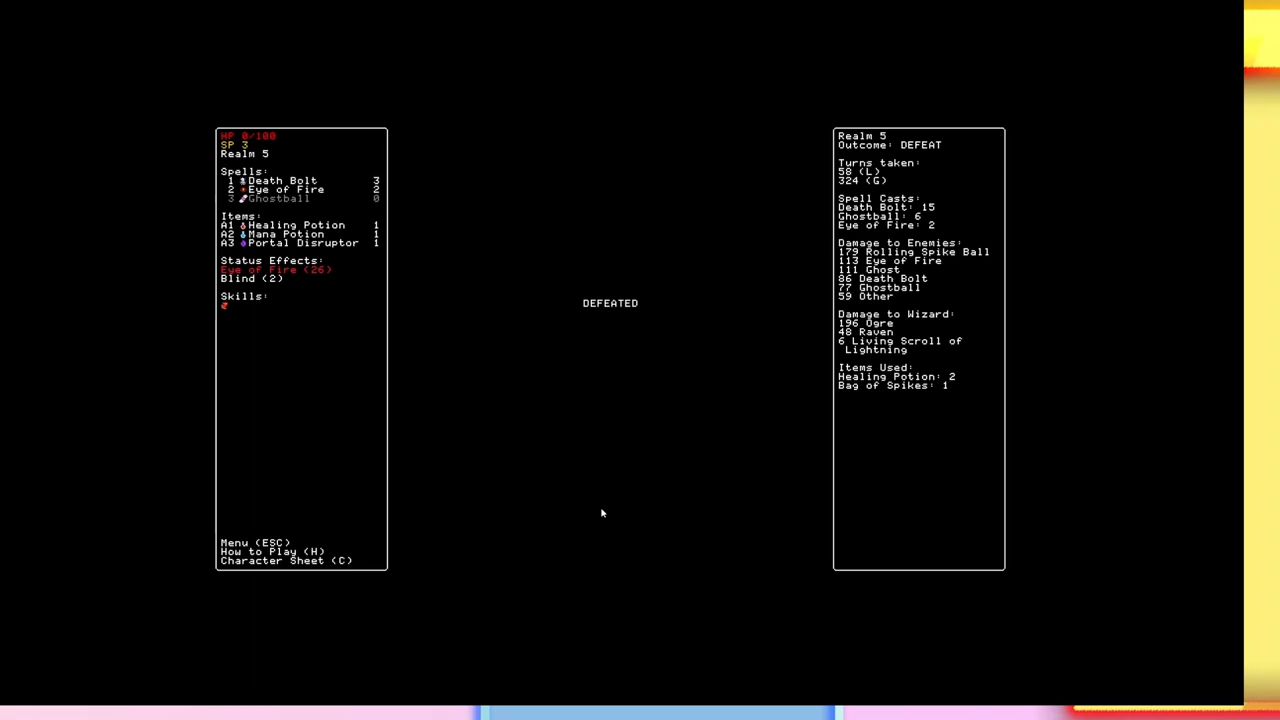 HP 0/100
SP 3
Realm 5
Spells:
1 Death Bolt 3
2 Eye of Fire 2
3 Ghostball 0
Items:
A1 Healing Potion 1
A2 Mana Potion 1
A3 Portal Disruptor 1
Status Effects:
Eye of Fire (26)
Blind (2)
Skills:
Menu (ESC)
How to Play (H)
Character Sheet (C)
DEFEATED
Realm 5
Outcome: DEFEAT
Turns taken:
58 (L)
324 (G)
Spell Casts:
Death Bolt: 15
Ghostball: 6
Eye of Fire: 2
Damage to Enemies:
179 Rolling Spike Ball
113 Eye of Fire
111 Ghost
86 Death Bolt
77 Ghostball
59 Other
Damage to Wizard:
196 Ogre
48 Raven
6 Living Scroll of
Lightning
Items Used:
Healing Potion: 2
Bag of Spikes: 1